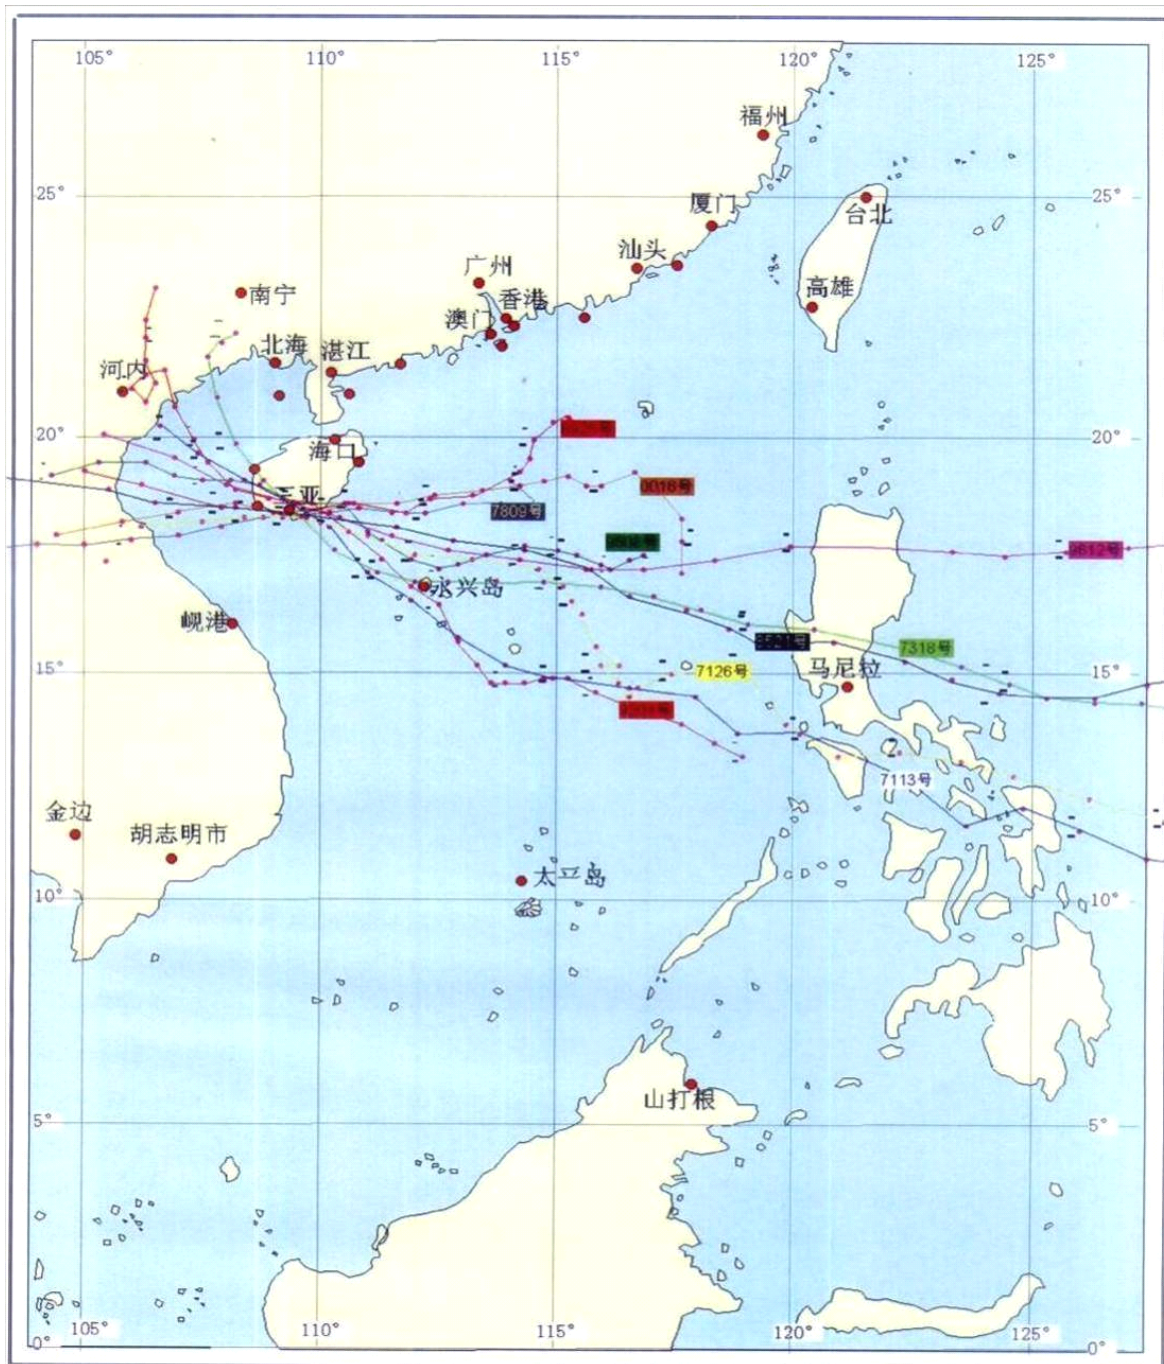 105°
110°
115°
120°
125°
福州
25°
25°
厦门
台北
汕头
广州
香港
高雄
南宁
澳门
北海
湛江
河内
20°
20°
海口
0016号
三亚
7809号
9612号
永兴岛
岘港
7318号
15°
15°
7126号
马尼拉
7113号
金边
胡志明市
太平岛
10°
10°
山打根
5°
5°
105°
110°
115°
120°
125°
0°
0°